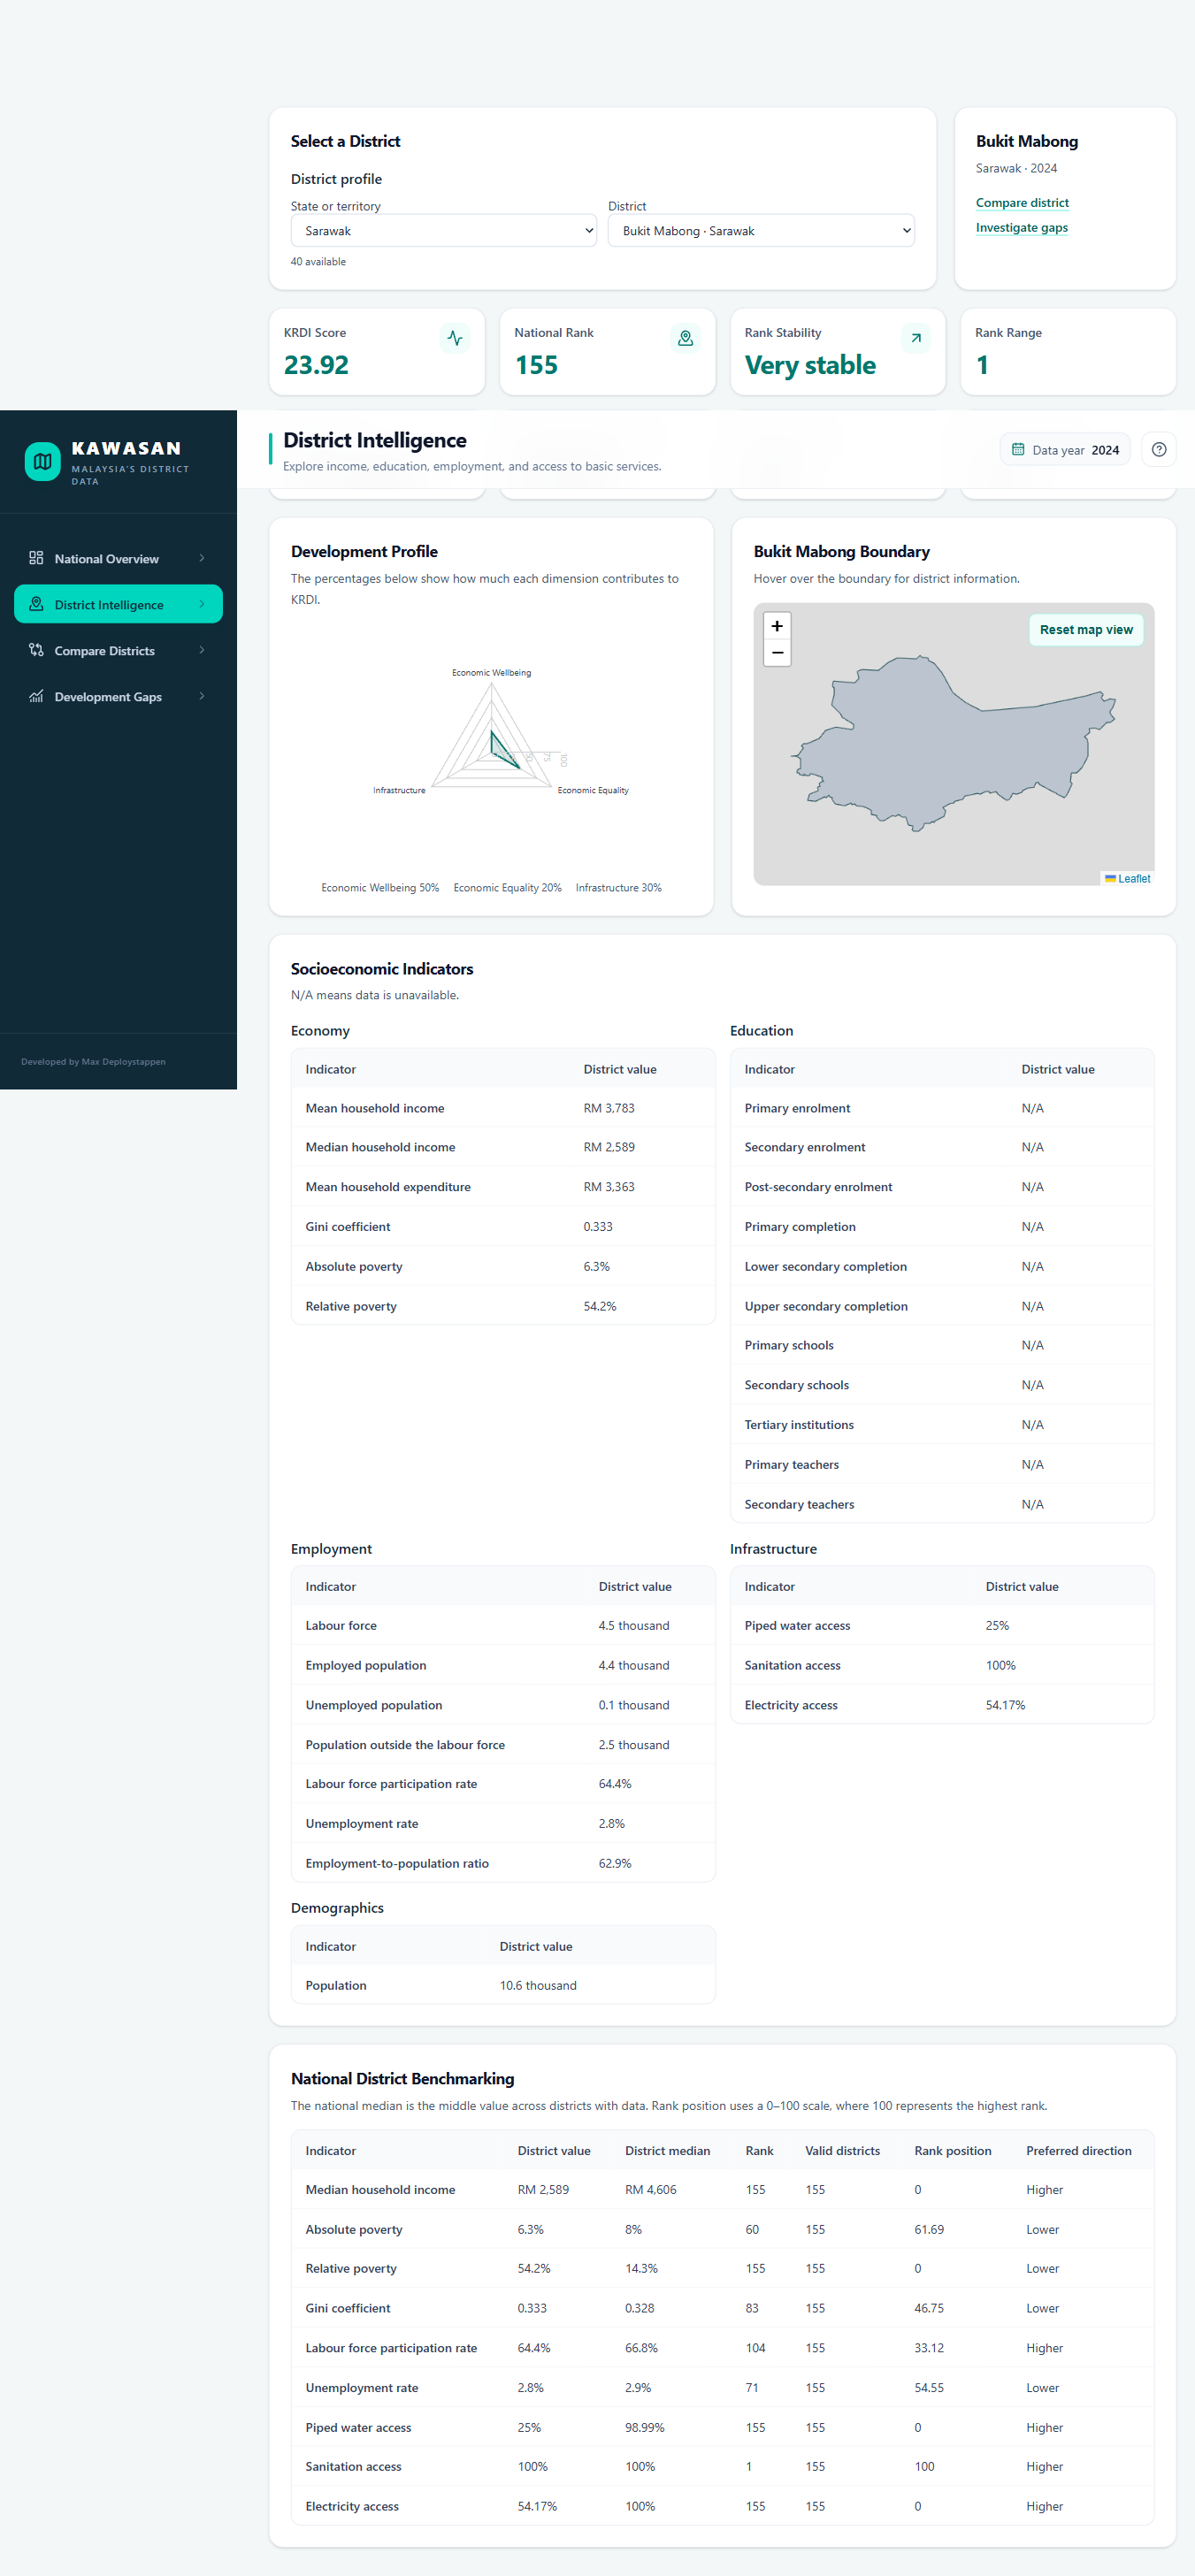 Select a District
District profile
State or territory
District
Sarawak
Bukit Mabong · Sarawak
40 available
Bukit Mabong
Sarawak · 2024
Compare district
Investigate gaps
KRDI Score
23.92
National Rank
155
Rank Stability
Very stable
Rank Range
1
KAWASAN
MALAYSIA'S DISTRICT
DATA
National Overview
District Intelligence
Compare Districts
Development Gaps
Developed by Max Deploystappen
District Intelligence
Explore income, education, employment, and access to basic services.
Data year 2024
Development Profile
The percentages below show how much each dimension contributes to
KRDI.
Economic Wellbeing
50
75
100
Infrastructure
Economic Equality
Economic Wellbeing 50% Economic Equality 20% Infrastructure 30%
Bukit Mabong Boundary
Hover over the boundary for district information.
+
−
Reset map view
Leaflet
Socioeconomic Indicators
N/A means data is unavailable.
Economy
Indicator District value
Mean household income RM 3,783
Median household income RM 2,589
Mean household expenditure RM 3,363
Gini coefficient 0.333
Absolute poverty 6.3%
Relative poverty 54.2%
Education
Indicator District value
Primary enrolment N/A
Secondary enrolment N/A
Post-secondary enrolment N/A
Primary completion N/A
Lower secondary completion N/A
Upper secondary completion N/A
Primary schools N/A
Secondary schools N/A
Tertiary institutions N/A
Primary teachers N/A
Secondary teachers N/A
Employment
Indicator District value
Labour force 4.5 thousand
Employed population 4.4 thousand
Unemployed population 0.1 thousand
Population outside the labour force 2.5 thousand
Labour force participation rate 64.4%
Unemployment rate 2.8%
Employment-to-population ratio 62.9%
Infrastructure
Indicator District value
Piped water access 25%
Sanitation access 100%
Electricity access 54.17%
Demographics
Indicator District value
Population 10.6 thousand
National District Benchmarking
The national median is the middle value across districts with data. Rank position uses a 0–100 scale, where 100 represents the highest rank.
Indicator District value District median Rank Valid districts Rank position Preferred direction
Median household income RM 2,589 RM 4,606 155 155 0 Higher
Absolute poverty 6.3% 8% 60 155 61.69 Lower
Relative poverty 54.2% 14.3% 155 155 0 Lower
Gini coefficient 0.333 0.328 83 155 46.75 Lower
Labour force participation rate 64.4% 66.8% 104 155 33.12 Higher
Unemployment rate 2.8% 2.9% 71 155 54.55 Lower
Piped water access 25% 98.99% 155 155 0 Higher
Sanitation access 100% 100% 1 155 100 Higher
Electricity access 54.17% 100% 155 155 0 Higher